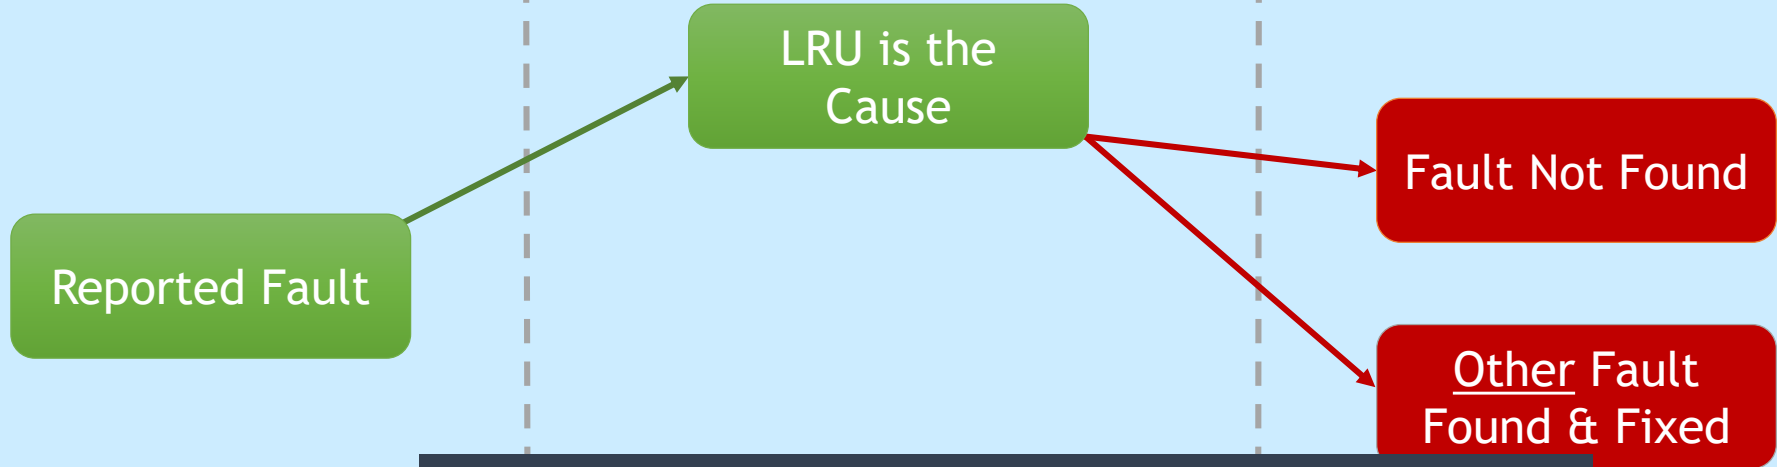 LRU is the
Cause
Fault Not Found
Reported Fault
Other Fault
Found & Fixed